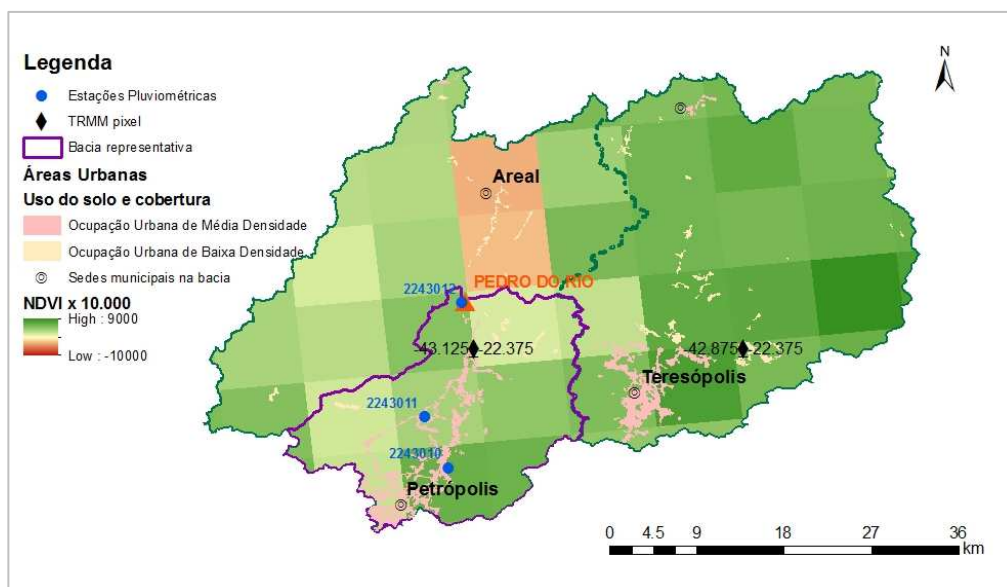 Legenda
Estações Pluviométricas
TRMM pixel
Bacia representativa
Áreas Urbanas
Uso do solo e cobertura
Ocupação Urbana de Média Densidade
Ocupação Urbana de Baixa Densidade
Sedes municipais na bacia
NDVI x 10.000
High : 9000
Low : -10000
N
Areal
PEDRO DO RIO
2243012
-43.125 -22.375
-42.875 -22.375
Teresópolis
2243011
2243010
Petrópolis
0 4.5 9 18 27 36
km